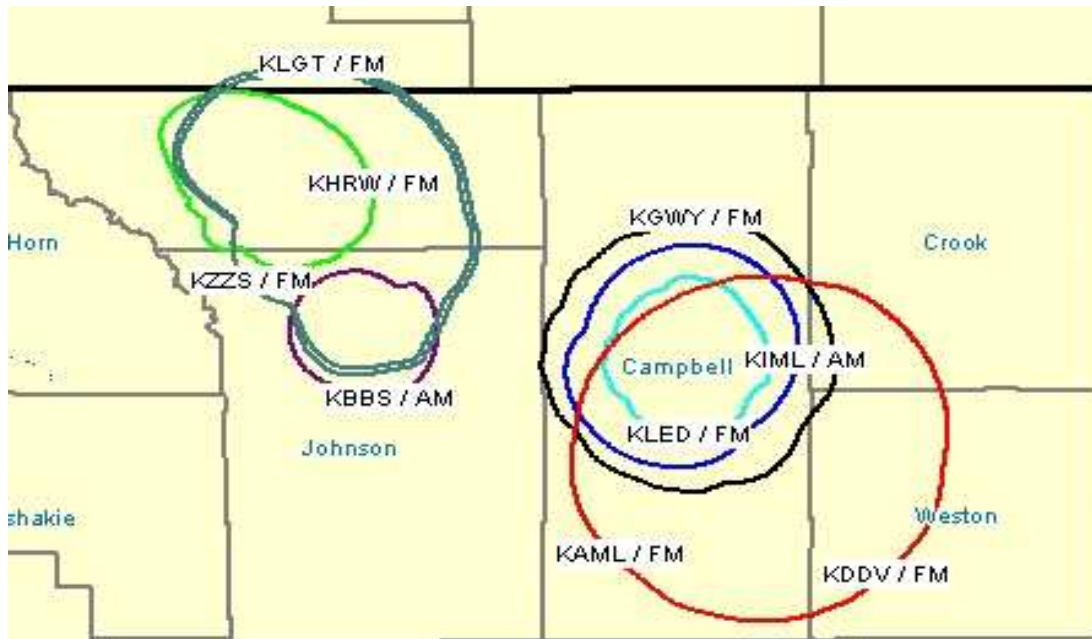 KLGT / FM
KHRW / FM
KGWY / FM
Horn
Crook
KZZS / FM
Campbell
KIML / AM
KBBS / AM
KLED / FM
Johnson
shakie
Weston
KAML / FM
KDDV / FM